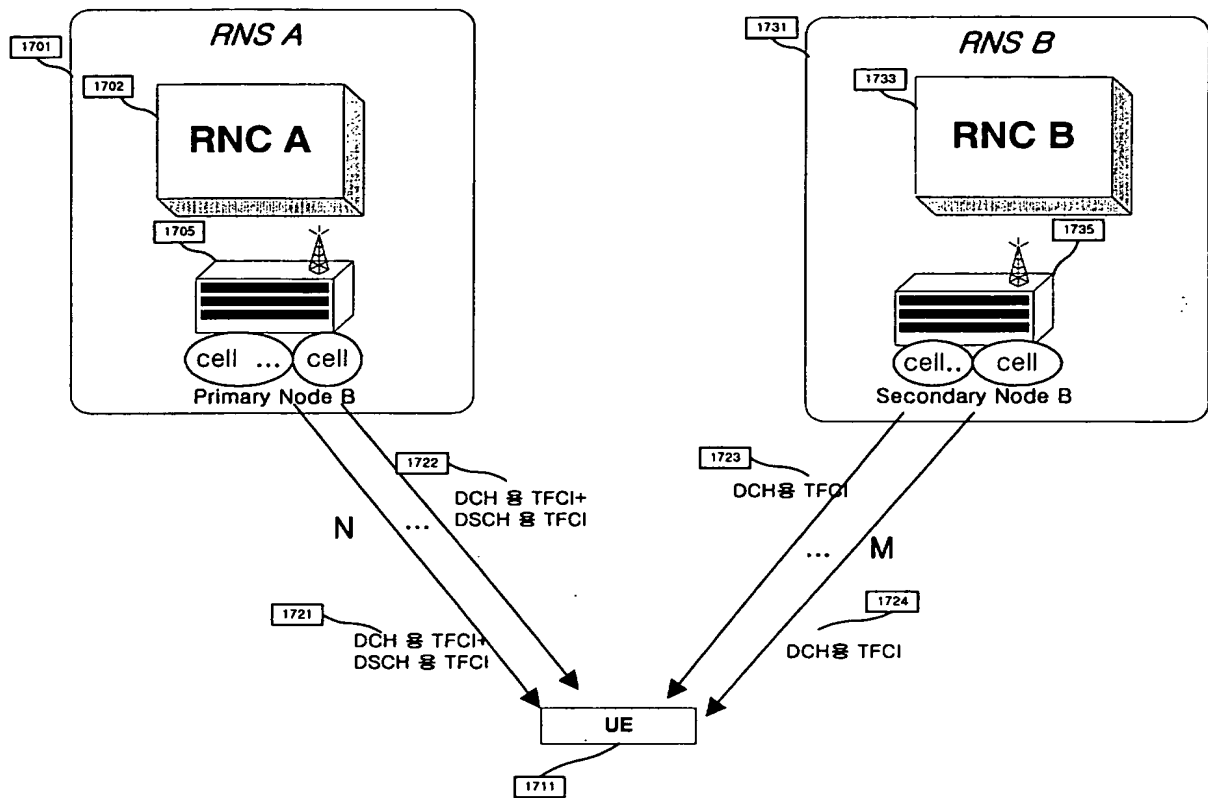 RNS A
1701
1702
RNC A
1705
cell ... cell
Primary Node B
RNS B
1731
1733
RNC B
1735
cell.. cell
Secondary Node B
1722
DCH 용 TFCI+
DSCH 용 TFCI
N
...
1723
DCH용 TFCI
...
M
1721
DCH 용 TFCI+
DSCH 용 TFCI
1724
DCH용 TFCI
UE
1711